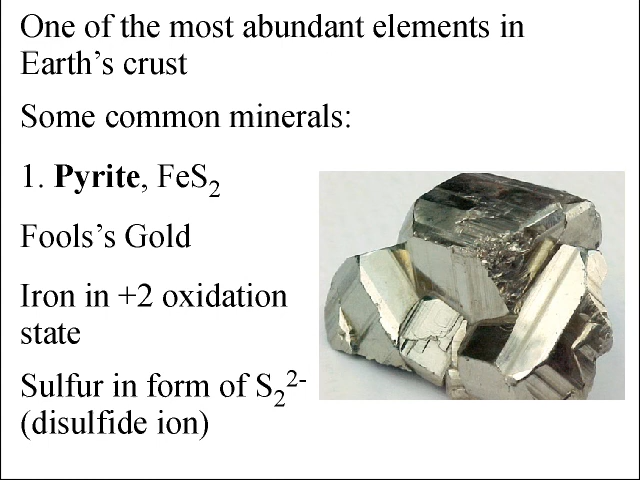 One of the most abundant elements in
Earth’s crust
Some common minerals:
1. Pyrite, FeS₂
Fools’s Gold
Iron in +2 oxidation
state
Sulfur in form of S₂²⁻
(disulfide ion)